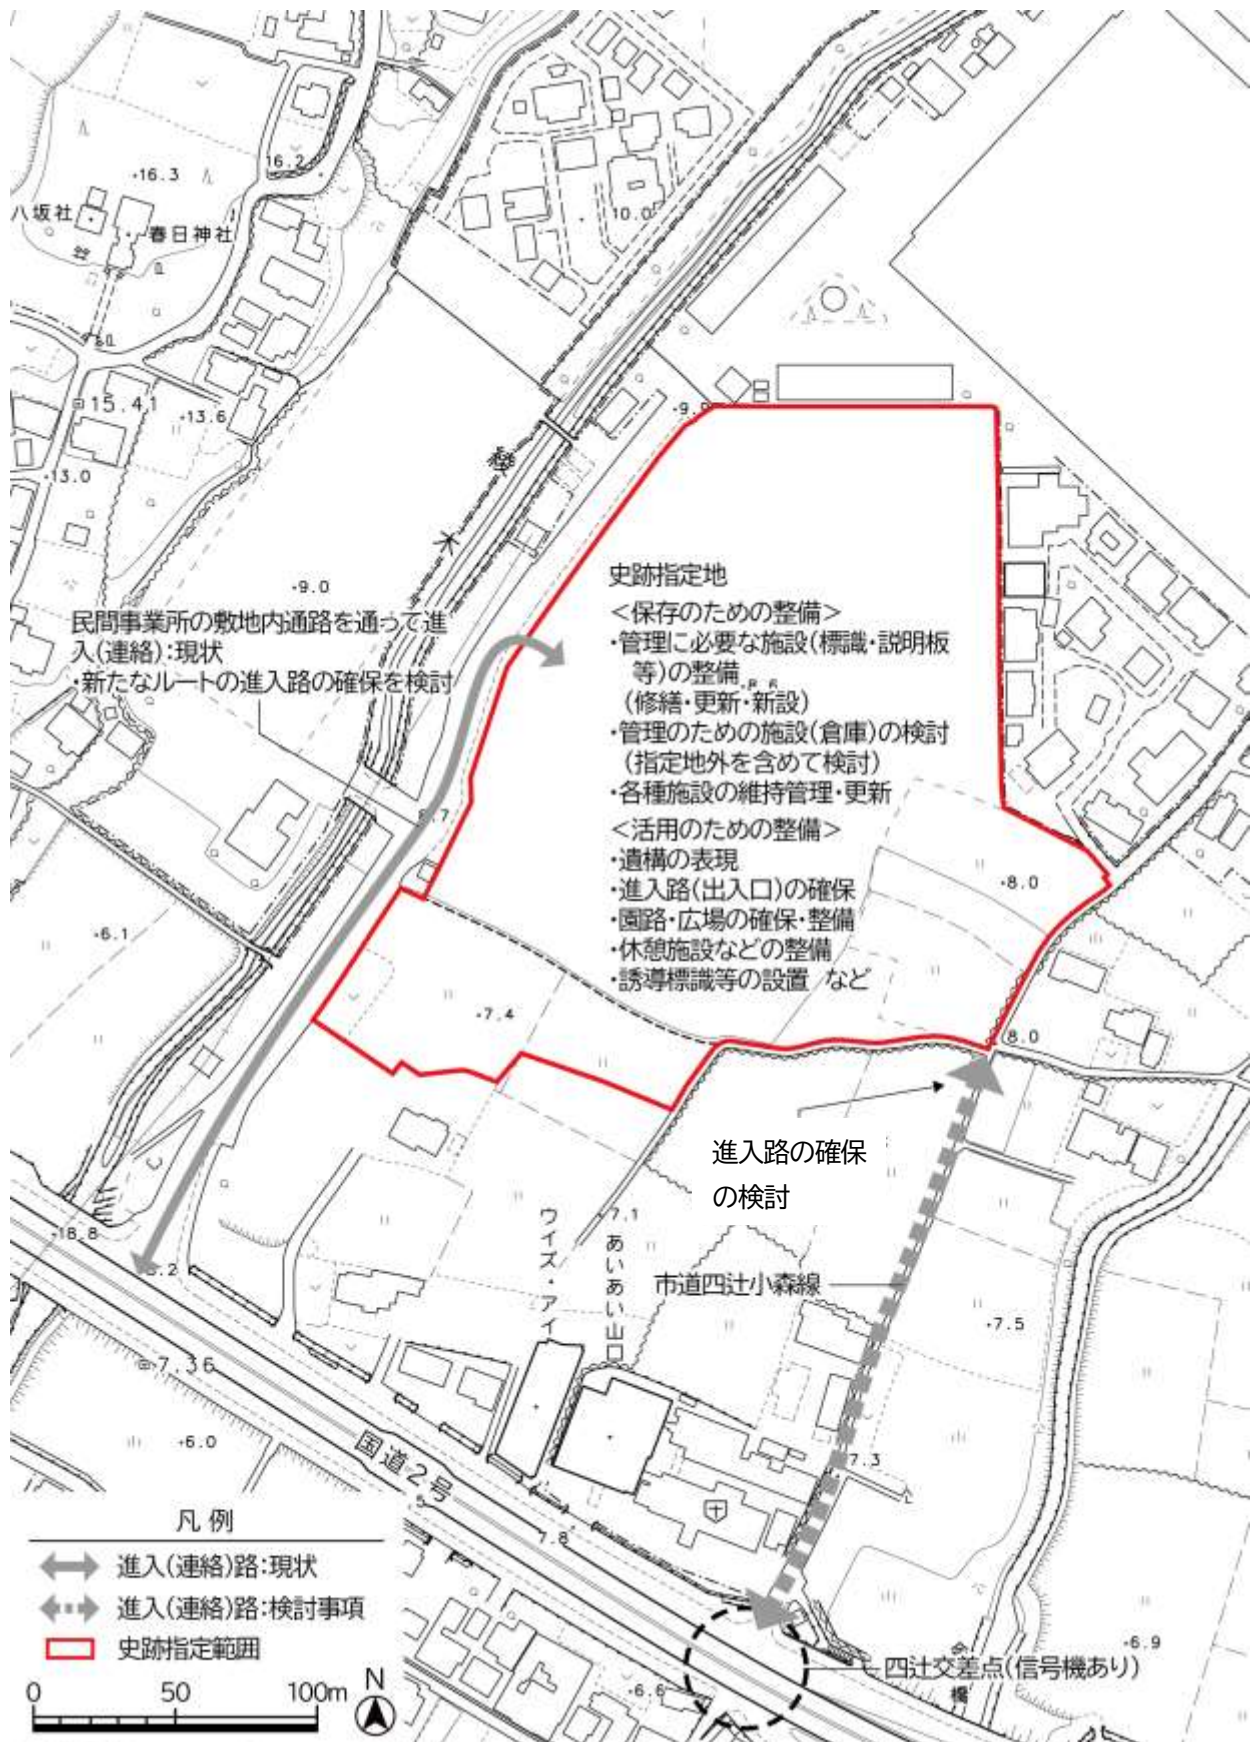 16.2
16.3
八坂社
春日神社
10.0
15.41
13.6
13.0
9.0
史跡指定地
<保存のための整備>
・管理に必要な施設(標識・説明板
等)の整備
(修繕・更新・新設)
・管理のための施設(倉庫)の検討
(指定地外を含めて検討)
・各種施設の維持管理・更新
<活用のための整備>
・遺構の表現
・進入路(出入口)の確保
・園路・広場の確保・整備
・休憩施設などの整備
・誘導標識等の設置 など
民間事業所の敷地内通路を通って進
入(連絡):現状
・新たなルートの進入路の確保を検討
8.0
6.1
7.4
8.0
進入路の確保
の検討
7.1
ウイズ・アイ
あいあい山口
市道四辻小森線
18.8
7.5
7.36
6.0
国道2号
7.3
7.8
凡例
進入(連絡)路:現状
進入(連絡)路:検討事項
史跡指定範囲
0 50 100m
N
6.6
6.9
四辻交差点(信号機あり)
橋